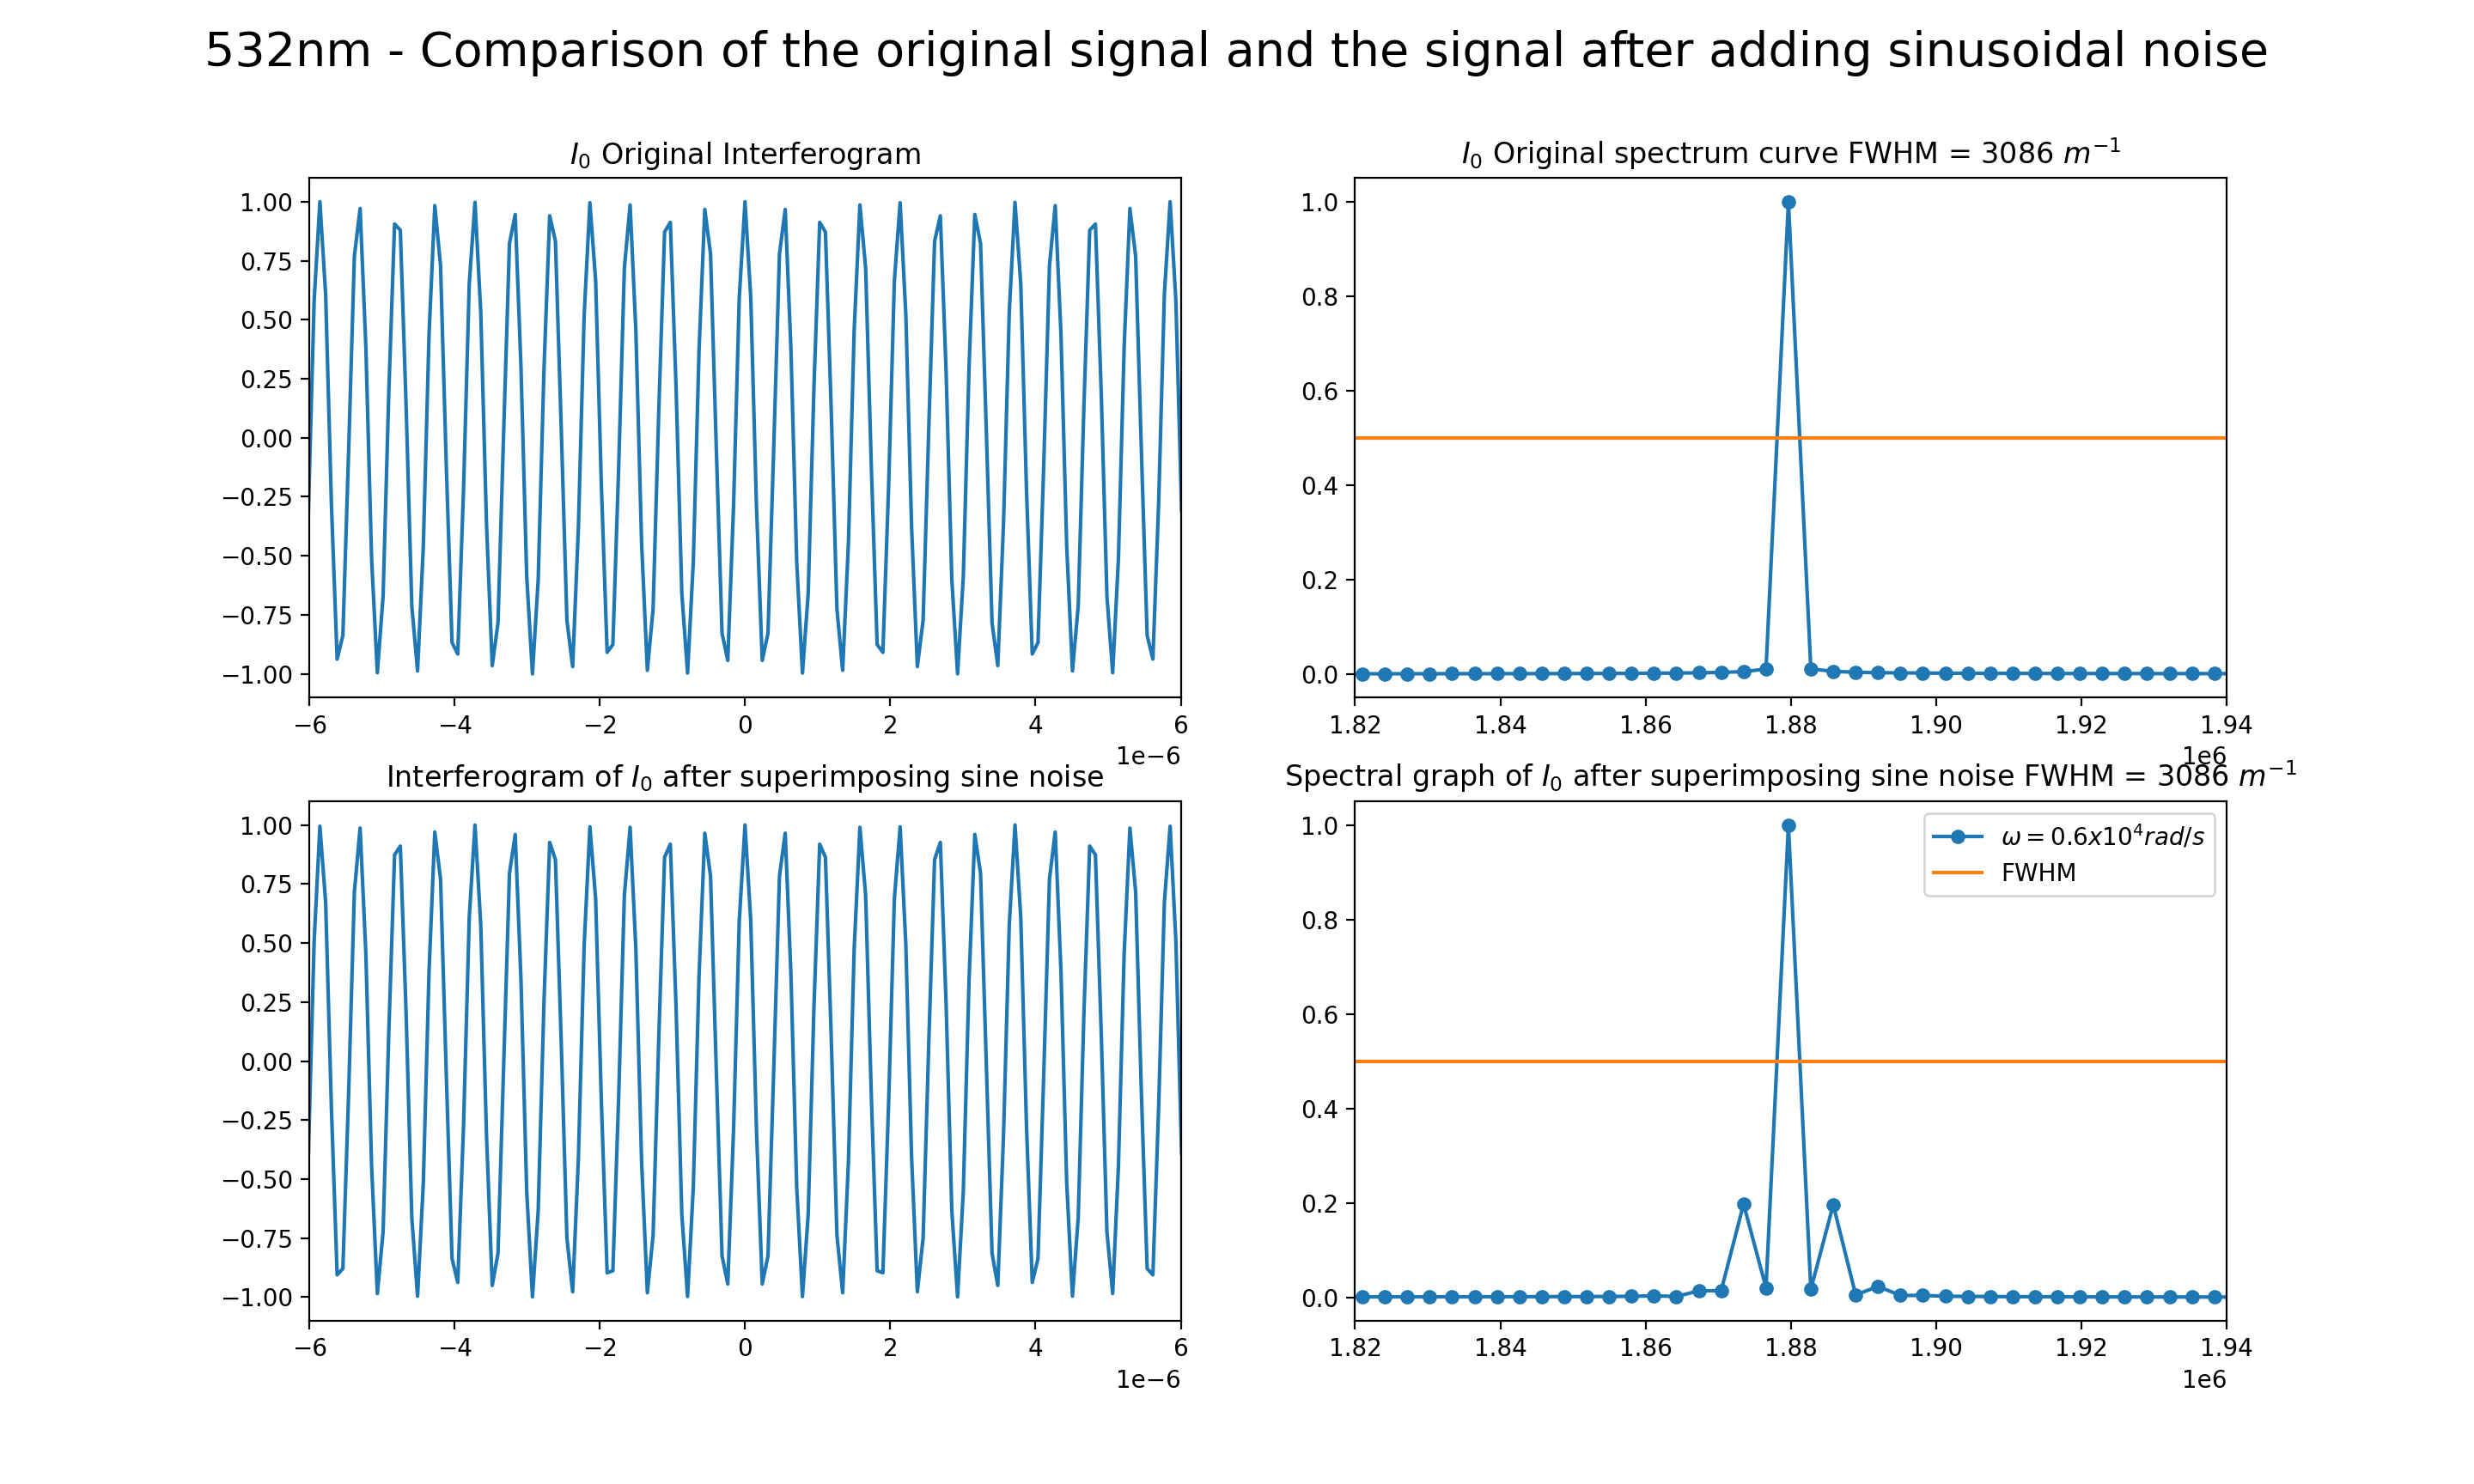 532nm - Comparison of the original signal and the signal after adding sinusoidal noise
I₀ Original Interferogram
1.00
0.75
0.50
0.25
0.00
−0.25
−0.50
−0.75
−1.00
−6 −4 −2 0 2 4 6
1e−6
I₀ Original spectrum curve FWHM = 3086 m⁻¹
1.0
0.8
0.6
0.4
0.2
0.0
1.82 1.84 1.86 1.88 1.90 1.92 1.94
1e6
Interferogram of I₀ after superimposing sine noise
1.00
0.75
0.50
0.25
0.00
−0.25
−0.50
−0.75
−1.00
−6 −4 −2 0 2 4 6
1e−6
Spectral graph of I₀ after superimposing sine noise FWHM = 3086 m⁻¹
ω = 0.6x10⁴rad/s
FWHM
1.0
0.8
0.6
0.4
0.2
0.0
1.82 1.84 1.86 1.88 1.90 1.92 1.94
1e6